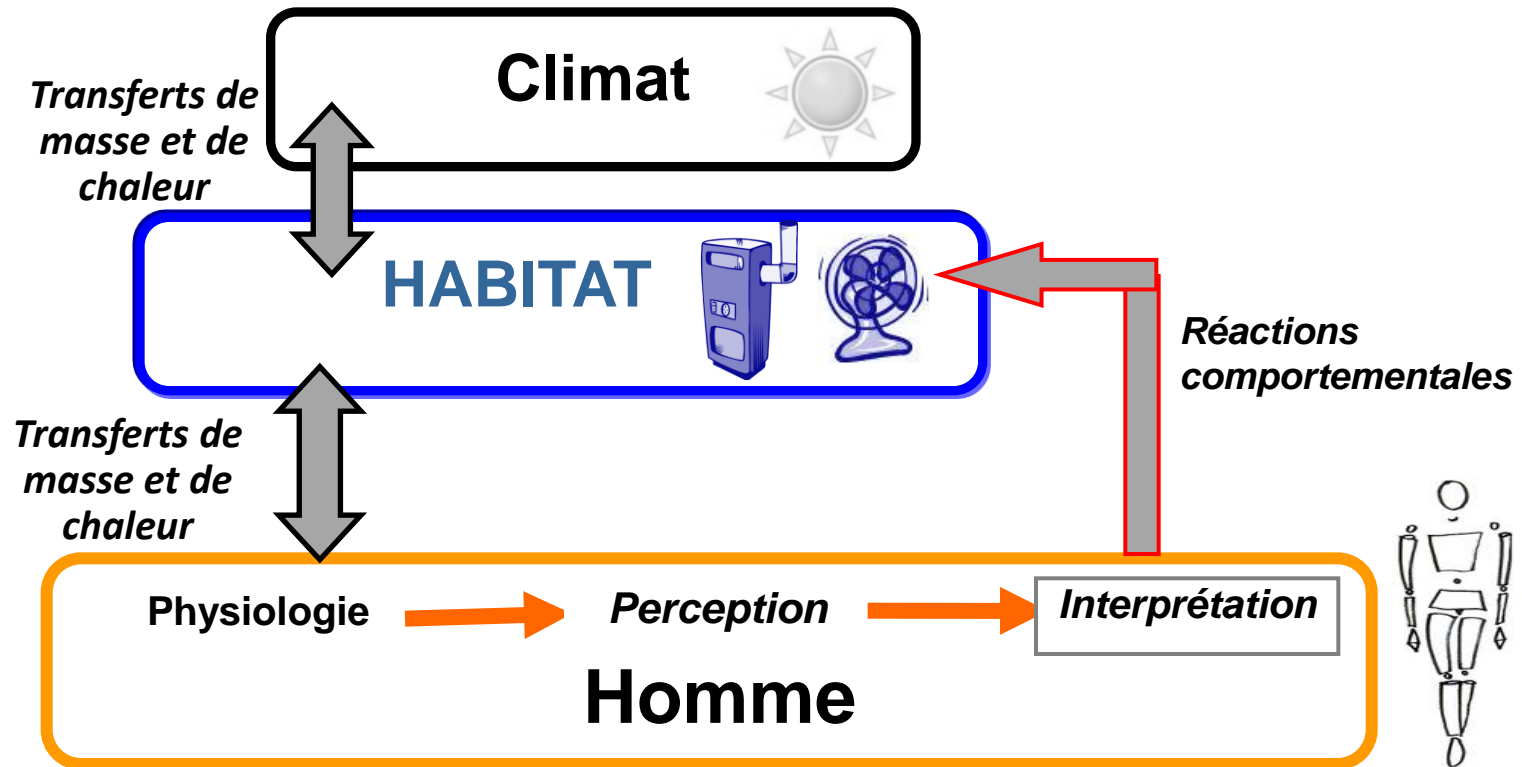 Climat
Transferts de
masse et de
chaleur
HABITAT
Réactions
comportementales
Transferts de
masse et de
chaleur
Physiologie
Perception
Interprétation
Homme